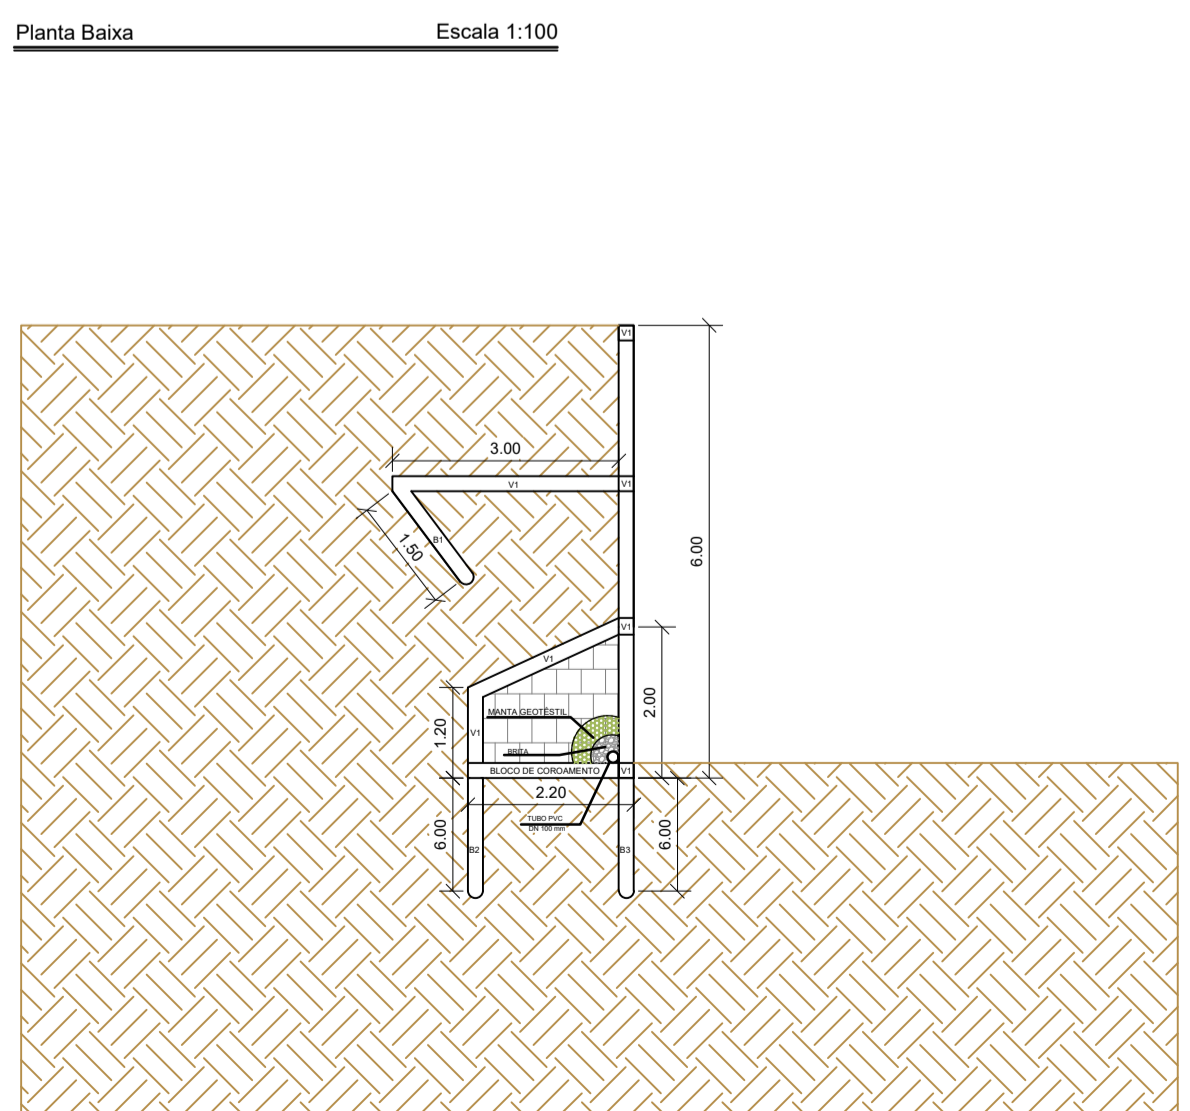 Planta Baixa
Escala 1:100
V1
3.00
V1
V1
B1
1.50
6.00
V1
V1
2.00
MANTA GEOTÊSTIL
1.20
V1
BRITA
BLOCO DE COROAMENTO
V1
2.20
TUBO PVC
DN 100 mm
6.00
6.00
B2
B3